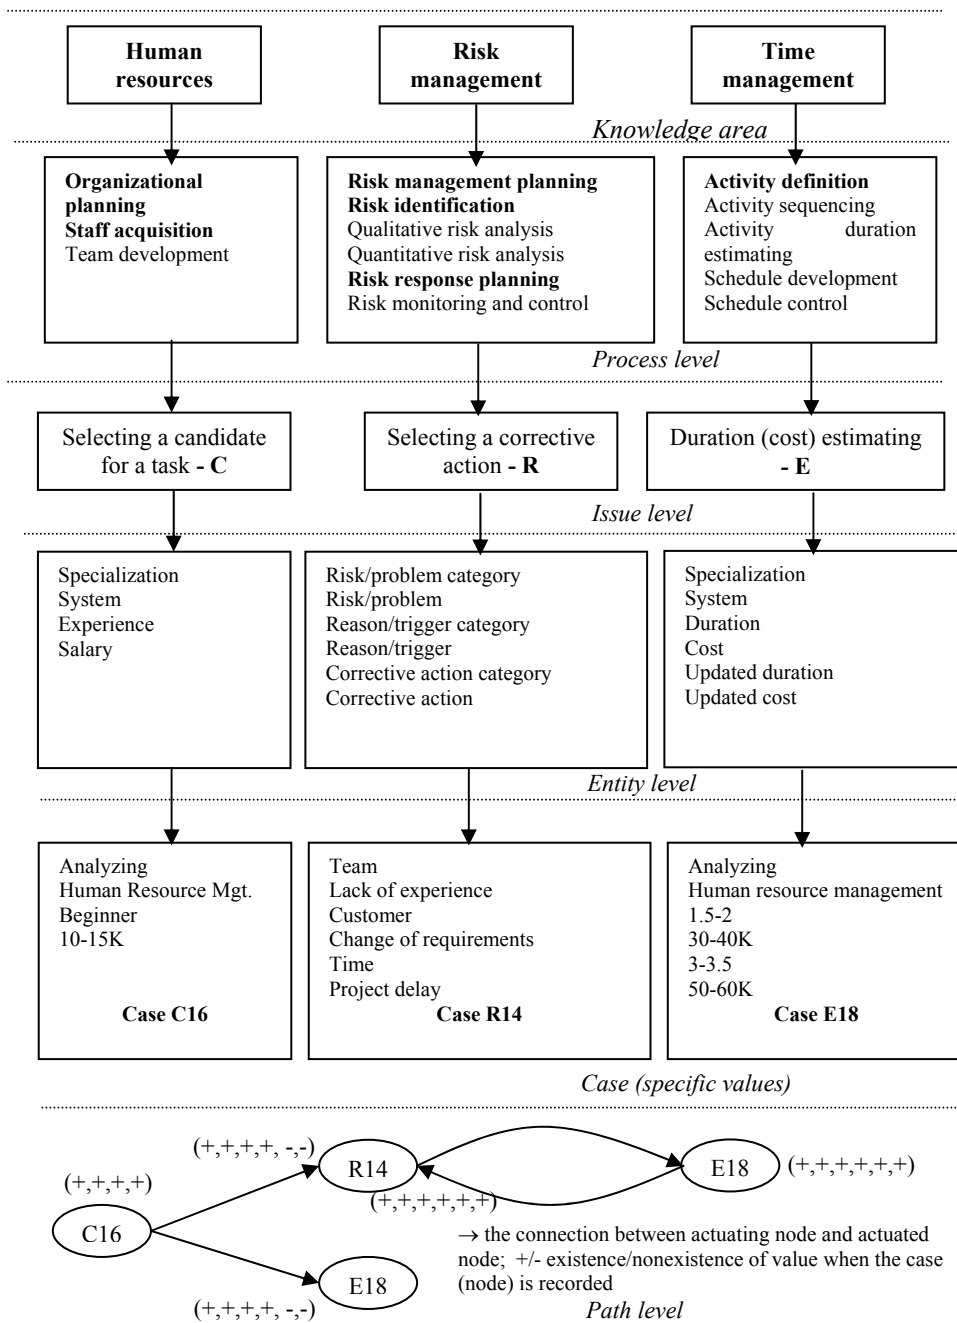 Human
resources
Risk
management
Time
management
Knowledge area
Organizational
planning
Staff acquisition
Team development
Risk management planning
Risk identification
Qualitative risk analysis
Quantitative risk analysis
Risk response planning
Risk monitoring and control
Activity definition
Activity sequencing
Activity duration
estimating
Schedule development
Schedule control
Process level
Selecting a candidate
for a task - C
Selecting a corrective
action - R
Duration (cost) estimating
- E
Issue level
Specialization
System
Experience
Salary
Risk/problem category
Risk/problem
Reason/trigger category
Reason/trigger
Corrective action category
Corrective action
Specialization
System
Duration
Cost
Updated duration
Updated cost
Entity level
Analyzing
Human Resource Mgt.
Beginner
10-15K
Case C16
Team
Lack of experience
Customer
Change of requirements
Time
Project delay
Case R14
Analyzing
Human resource management
1.5-2
30-40K
3-3.5
50-60K
Case E18
Case (specific values)
(+,+,+,+, -,-)
R14
E18
(+,+,+,+,+,+)
(+,+,+,+)
(+,+,+,+,+,+)
C16
→ the connection between actuating node and actuated
node; +/- existence/nonexistence of value when the case
(node) is recorded
E18
(+,+,+,+, -,-)
Path level